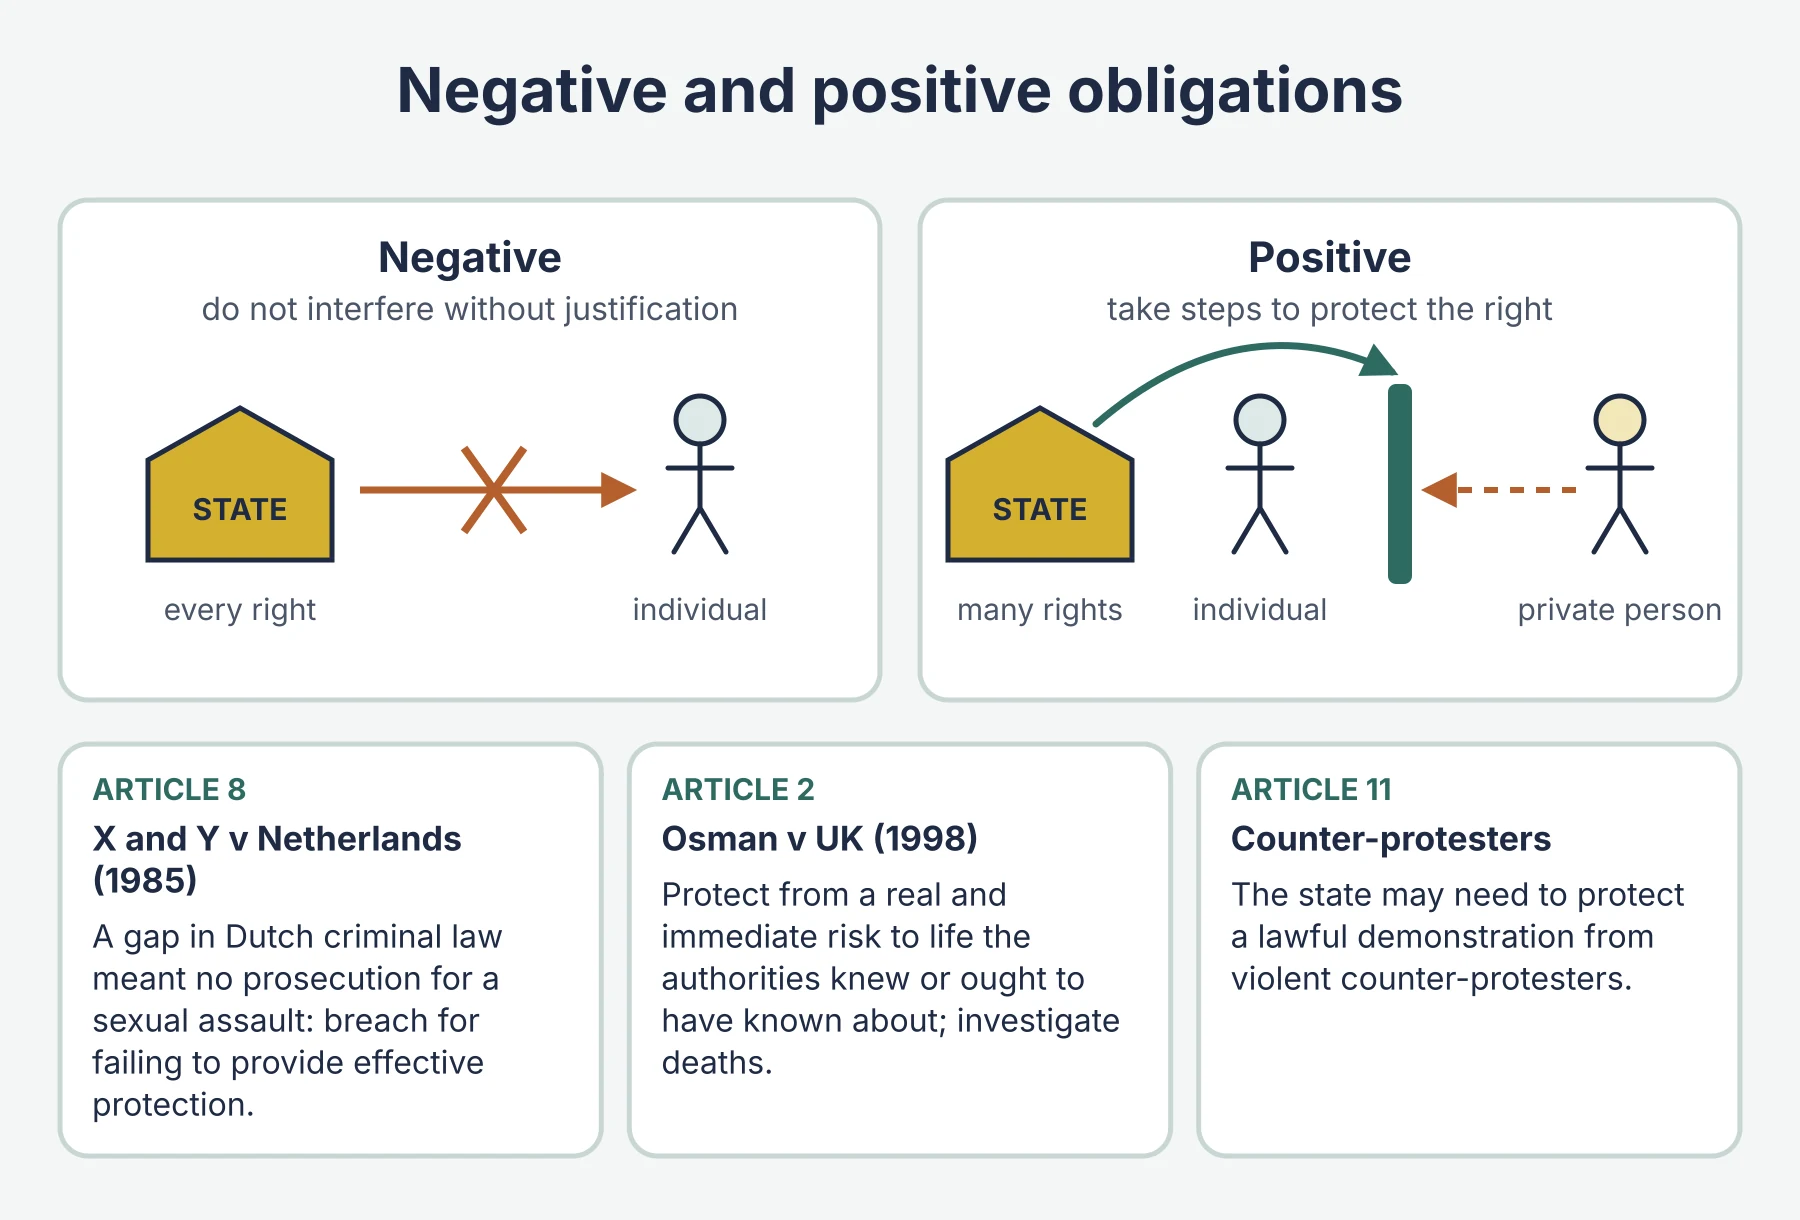 Negative and positive obligations
Negative
do not interfere without justification
STATE
every right
individual
Positive
take steps to protect the right
STATE
many rights
individual
private person
ARTICLE 8
X and Y v Netherlands
(1985)
A gap in Dutch criminal law
meant no prosecution for a
sexual assault: breach for
failing to provide effective
protection.
ARTICLE 2
Osman v UK (1998)
Protect from a real and
immediate risk to life the
authorities knew or ought to
have known about; investigate
deaths.
ARTICLE 11
Counter-protesters
The state may need to protect
a lawful demonstration from
violent counter-protesters.